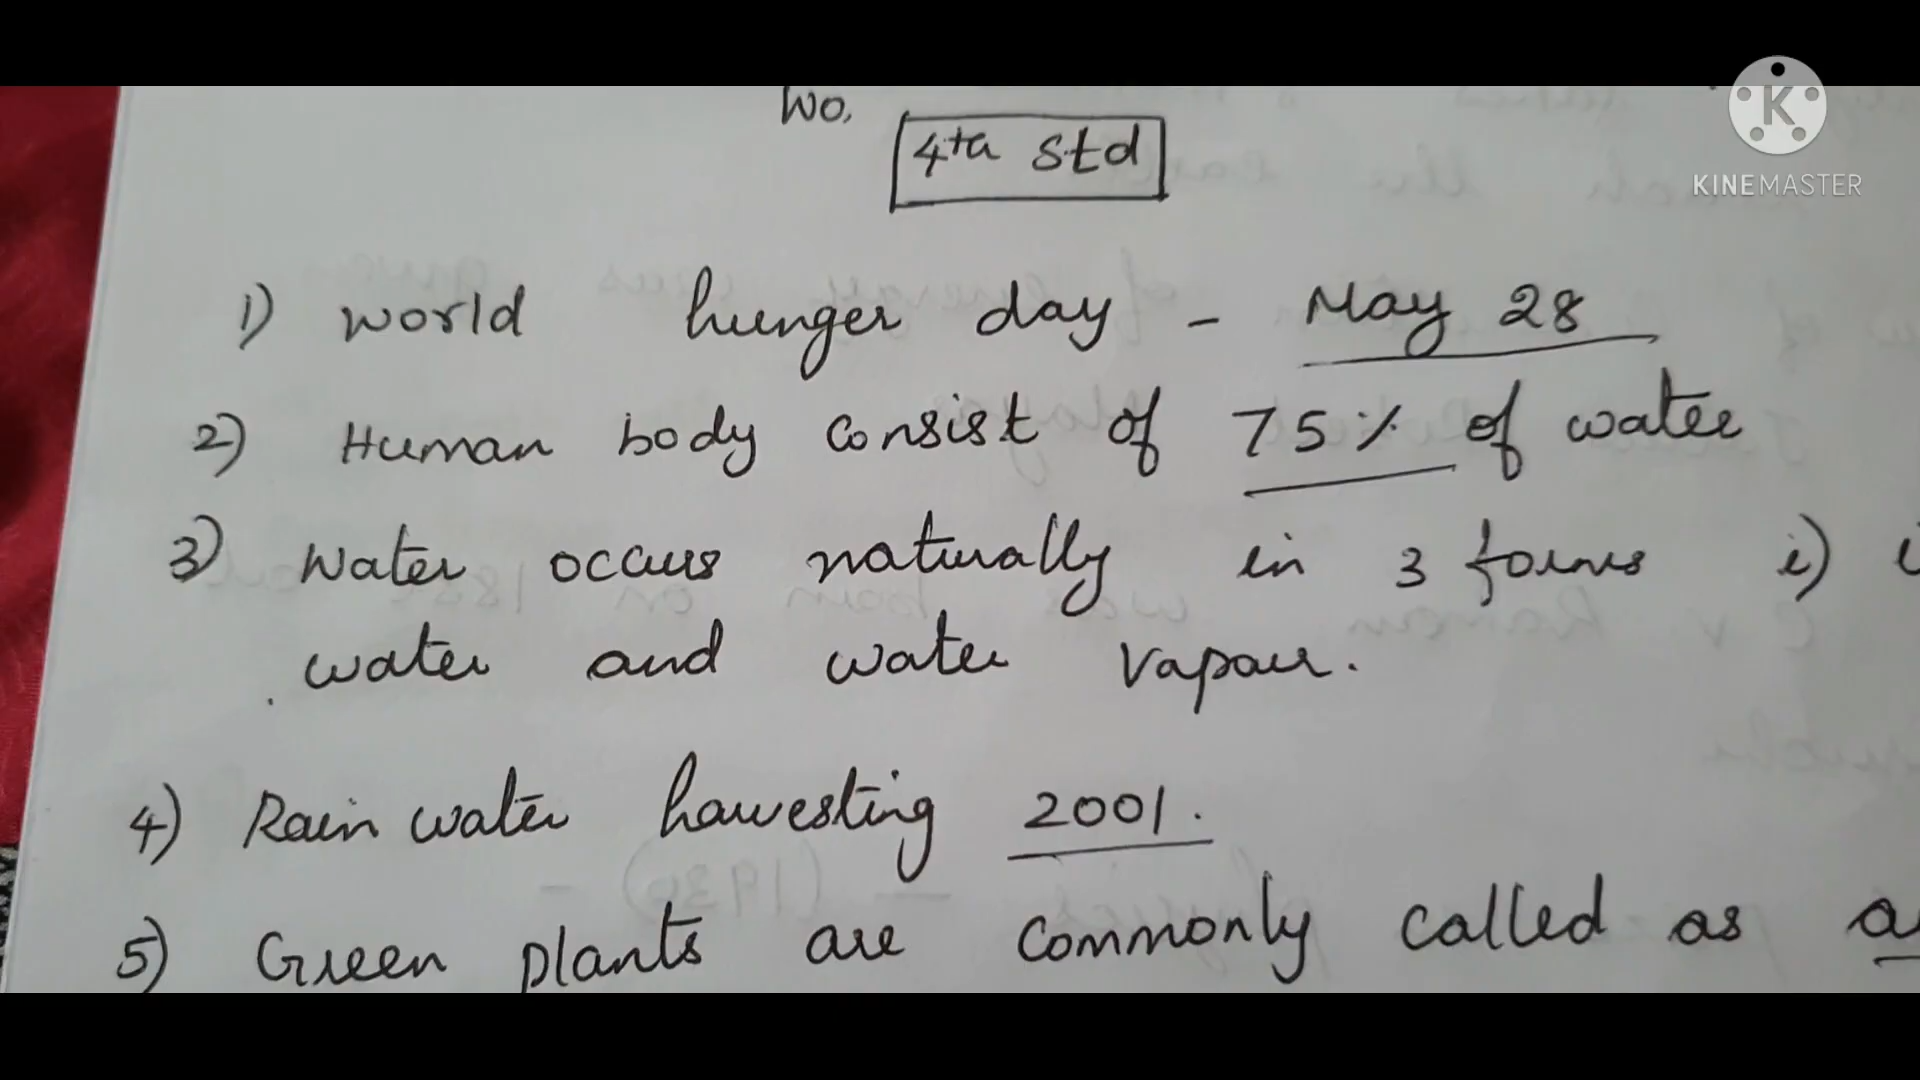 Wo.
4th Std
KINEMASTER
1) World hunger day - May 28
2) Human body consist of 75% of water
3) Water occurs naturally in 3 forms i)
water and water vapour.
4) Rain water harvesting 2001.
5) Green plants are commonly called as